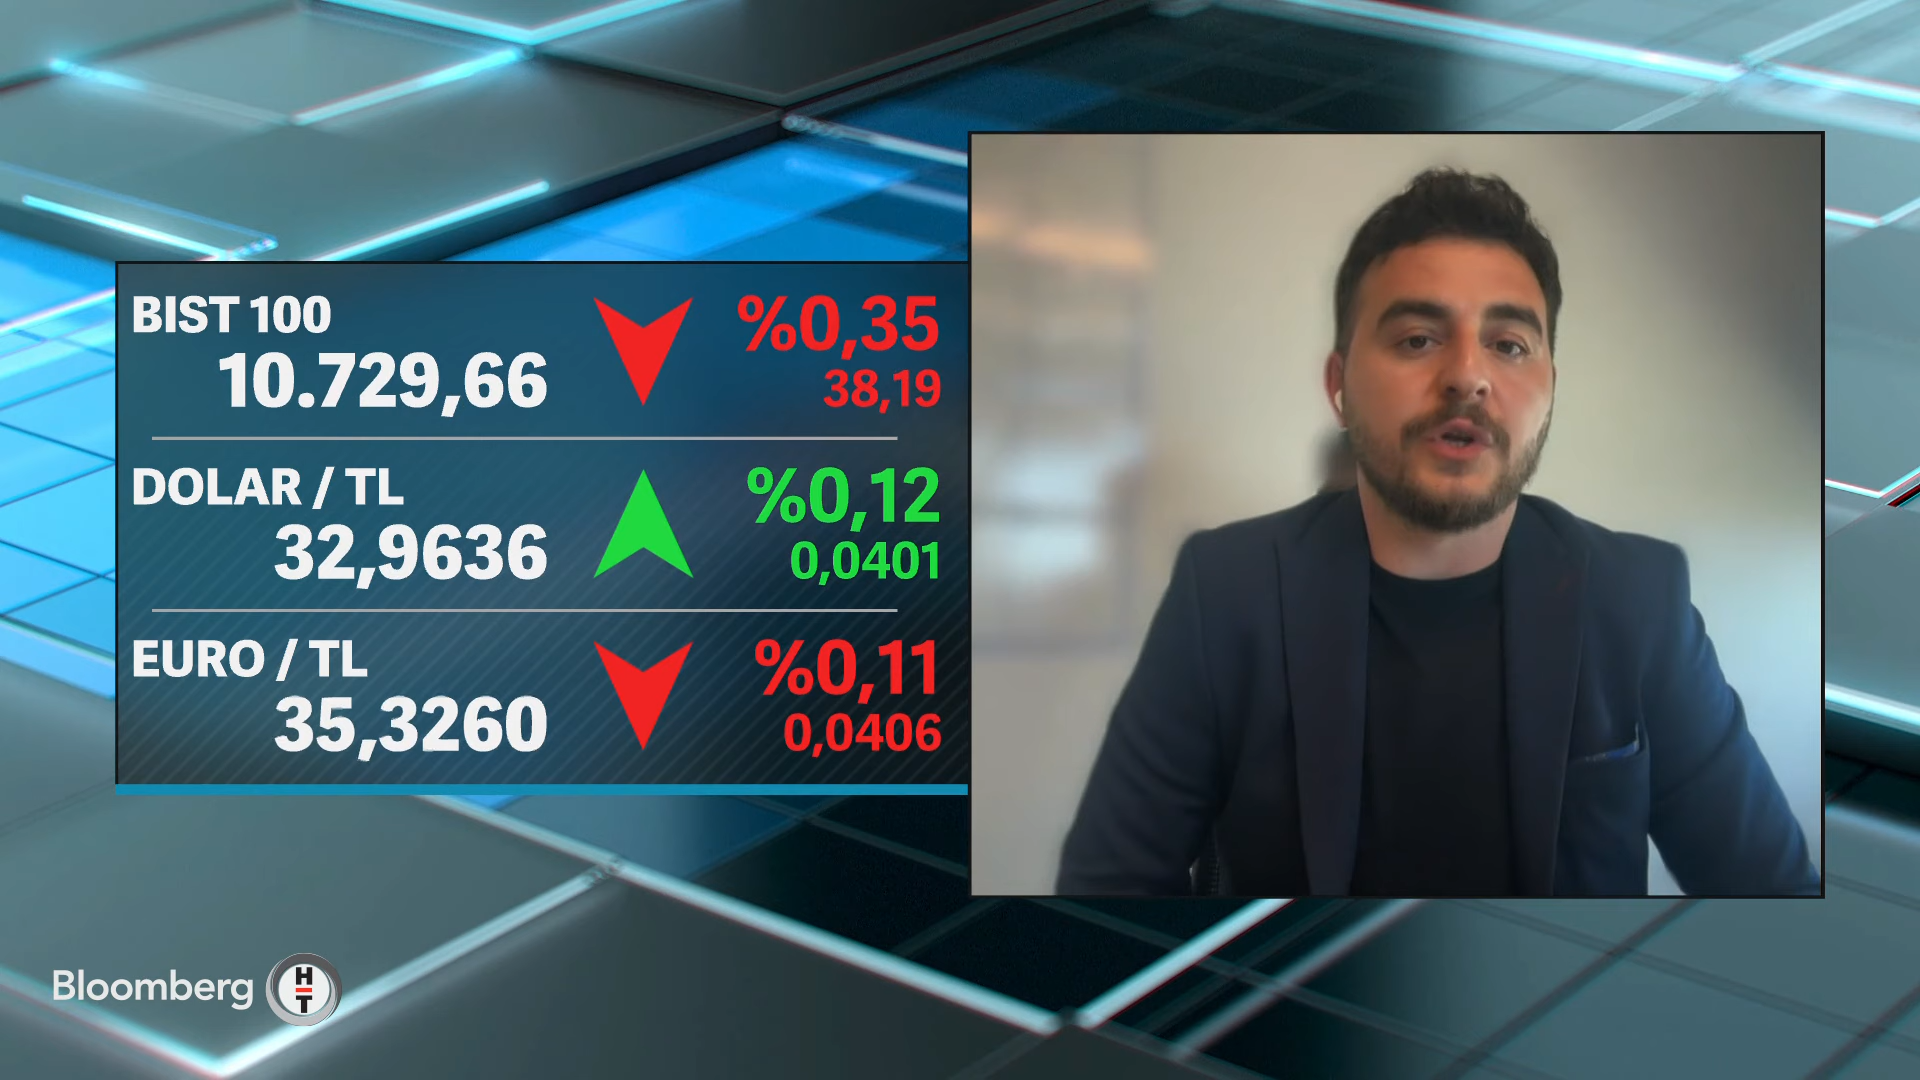 BIST 100
10.729,66
%0,35
38,19
DOLAR / TL
32,9636
%0,12
0,0401
EURO / TL
35,3260
%0,11
0,0406
Bloomberg HT